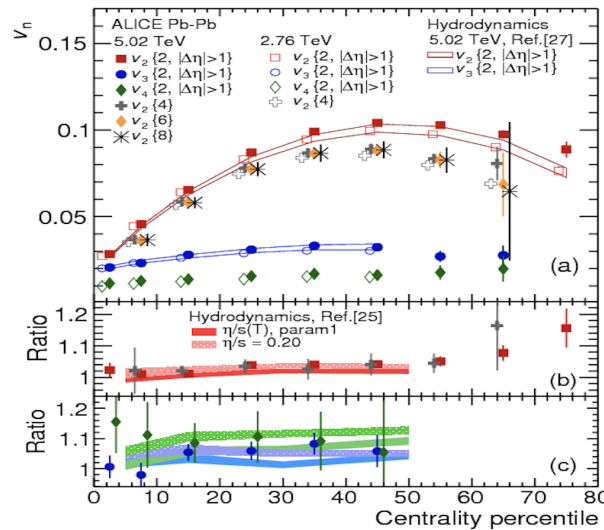 ALICE Pb-Pb
5.02 TeV
v₂{2, |Δη|>1}
v₃{2, |Δη|>1}
v₄{2, |Δη|>1}
v₂{4}
v₂{6}
v₂{8}
2.76 TeV
v₂{2, |Δη|>1}
v₃{2, |Δη|>1}
v₄{2, |Δη|>1}
v₂{4}
Hydrodynamics
5.02 TeV, Ref.[27]
v₂{2, |Δη|>1}
v₃{2, |Δη|>1}
vₙ
0.15
0.1
0.05
(a)
Hydrodynamics, Ref.[25]
η/s(T), param1
η/s = 0.20
Ratio
1.2
1.1
1
(b)
Ratio
1.2
1.1
1
(c)
0 10 20 30 40 50 60 70 80
Centrality percentile